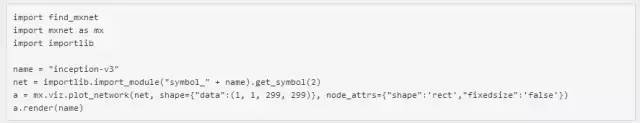 import find_mxnet
import mxnet as mx
import importlib
name = "inception-v3"
net = importlib.import_module("symbol_" + name).get_symbol(2)
a = mx.viz.plot_network(net, shape={"data":(1, 1, 299, 299)}, node_attrs={"shape":'rect',"fixedsize":'false'})
a.render(name)